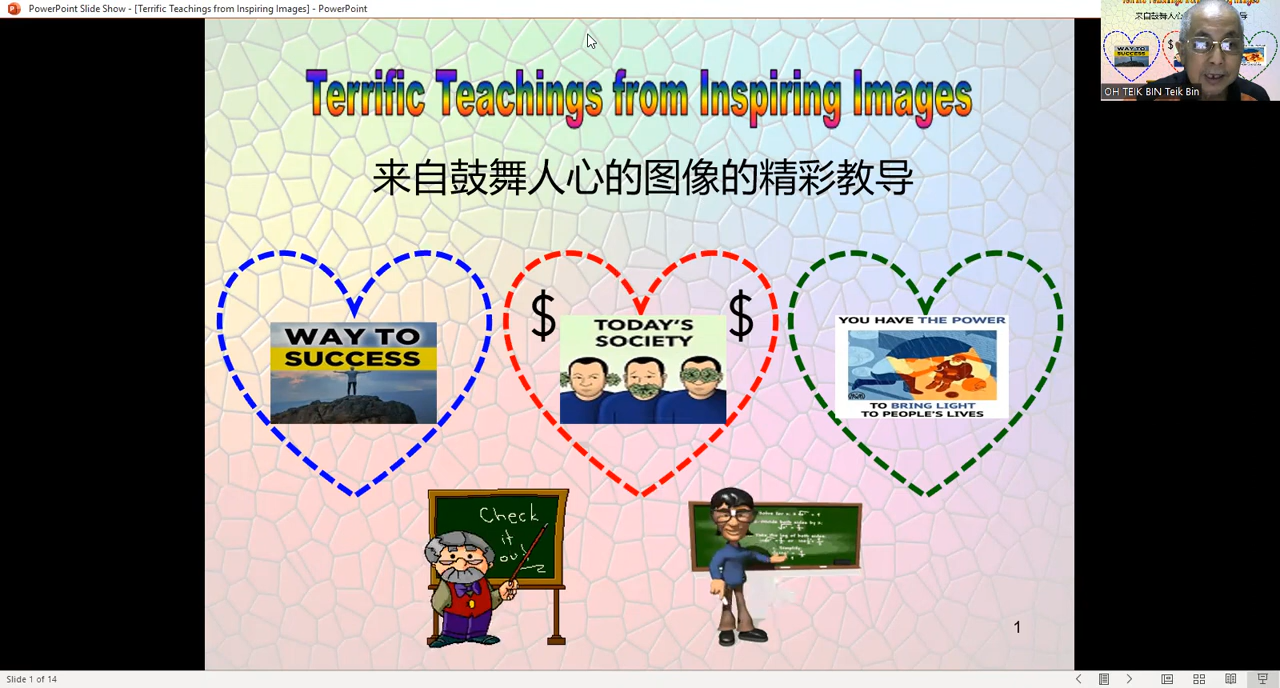 PowerPoint Slide Show - [Terrific Teachings from Inspiring Images] - PowerPoint
Terrific Teachings from Inspiring Images
来自鼓舞人心的图像的精彩教导
OH TEIK BIN Teik Bin
WAY TO
SUCCESS
$ $
TODAY'S
SOCIETY
YOU HAVE THE POWER
TO BRING LIGHT
TO PEOPLE'S LIVES
Check
it
out
1
Slide 1 of 14